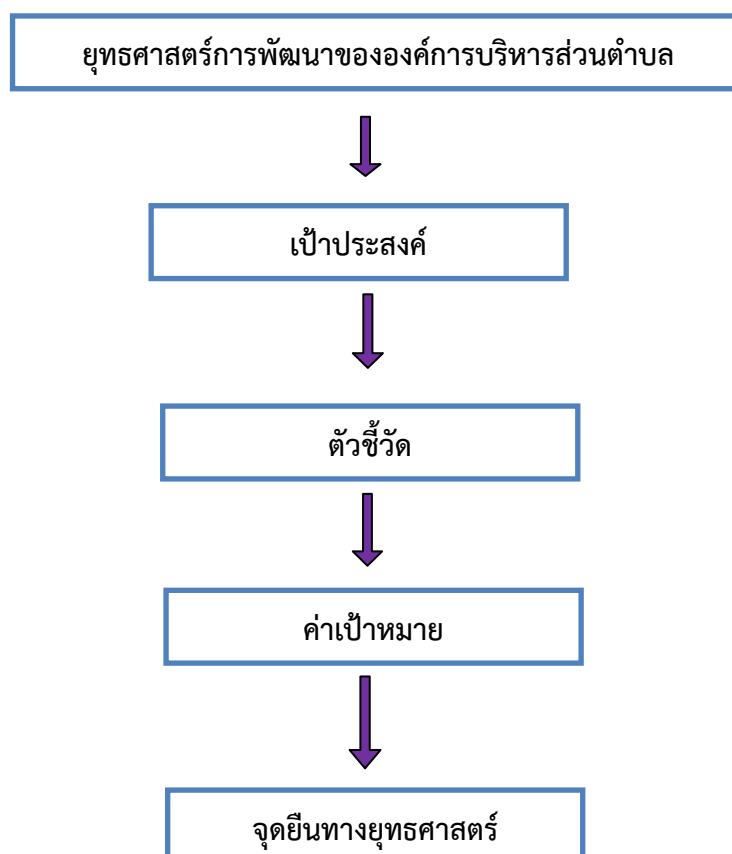 ยุทธศาสตร์การพัฒนาขององค์การบริหารส่วนตำบล
เป้าประสงค์
ตัวชี้วัด
ค่าเป้าหมาย
จุดยืนทางยุทธศาสตร์